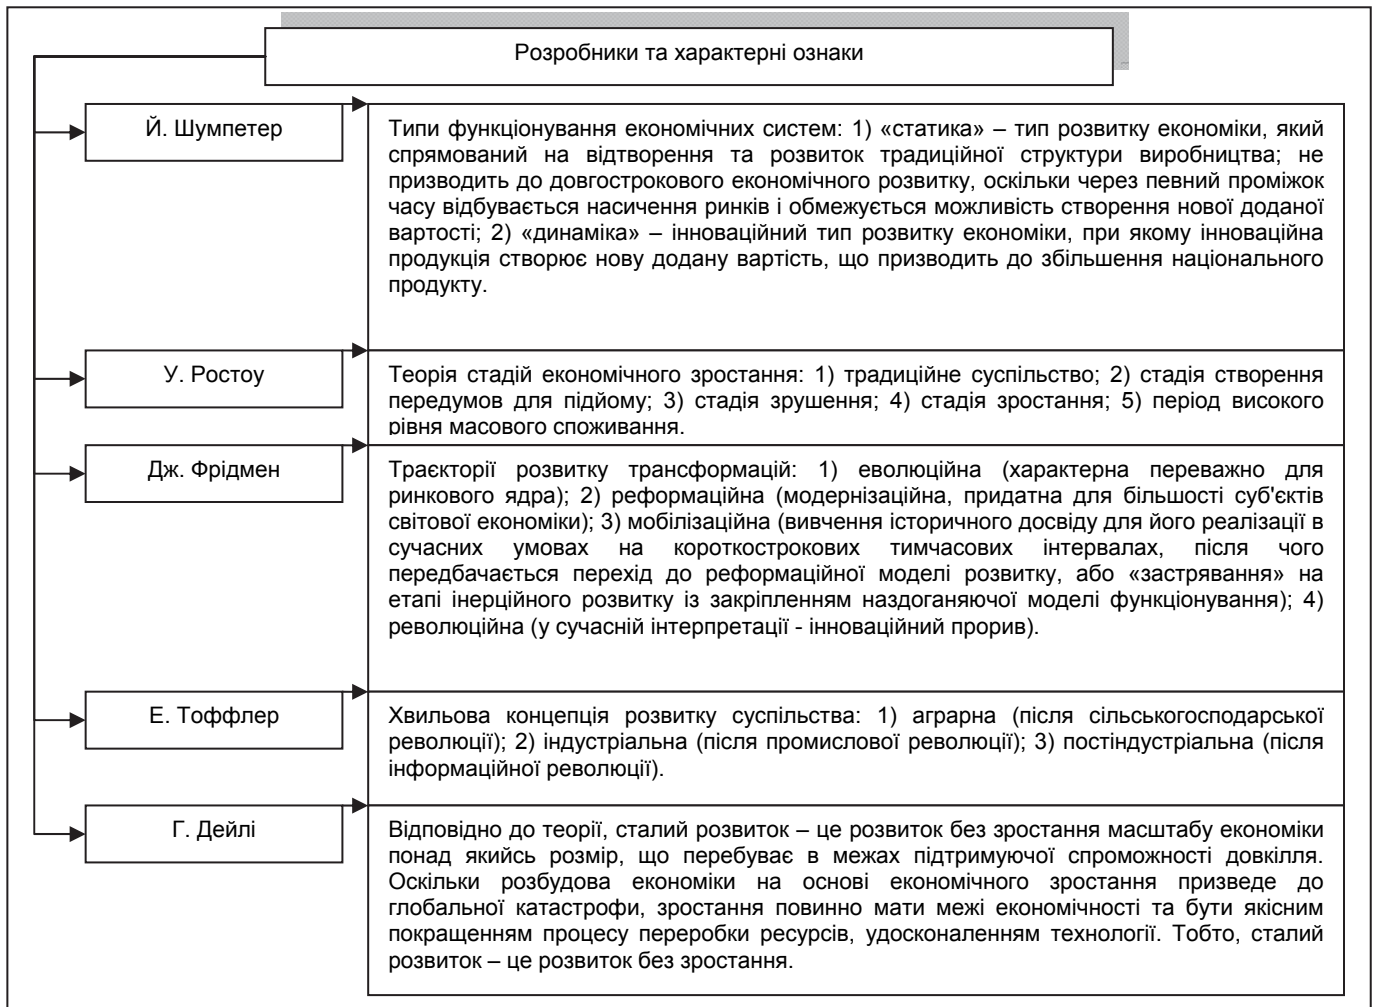 Розробники та характерні ознаки
Й. Шумпетер
Типи функціонування економічних систем: 1) «статика» – тип розвитку економіки, який
спрямований на відтворення та розвиток традиційної структури виробництва; не
призводить до довгострокового економічного розвитку, оскільки через певний проміжок
часу відбувається насичення ринків і обмежується можливість створення нової доданої
вартості; 2) «динаміка» – інноваційний тип розвитку економіки, при якому інноваційна
продукція створює нову додану вартість, що призводить до збільшення національного
продукту.
У. Ростоу
Теорія стадій економічного зростання: 1) традиційне суспільство; 2) стадія створення
передумов для підйому; 3) стадія зрушення; 4) стадія зростання; 5) період високого
рівня масового споживання.
Дж. Фрідмен
Траєкторії розвитку трансформацій: 1) еволюційна (характерна переважно для
ринкового ядра); 2) реформаційна (модернізаційна, придатна для більшості суб'єктів
світової економіки); 3) мобілізаційна (вивчення історичного досвіду для його реалізації в
сучасних умовах на короткострокових тимчасових інтервалах, після чого
передбачається перехід до реформаційної моделі розвитку, або «застрявання» на
етапі інерційного розвитку із закріпленням наздоганяючої моделі функціонування); 4)
революційна (у сучасній інтерпретації - інноваційний прорив).
Е. Тоффлер
Хвильова концепція розвитку суспільства: 1) аграрна (після сільськогосподарської
революції); 2) індустріальна (після промислової революції); 3) постіндустріальна (після
інформаційної революції).
Г. Дейлі
Відповідно до теорії, сталий розвиток – це розвиток без зростання масштабу економіки
понад якийсь розмір, що перебуває в межах підтримуючої спроможності довкілля.
Оскільки розбудова економіки на основі економічного зростання призведе до
глобальної катастрофи, зростання повинно мати межі економічності та бути якісним
покращенням процесу переробки ресурсів, удосконаленням технології. Тобто, сталий
розвиток – це розвиток без зростання.